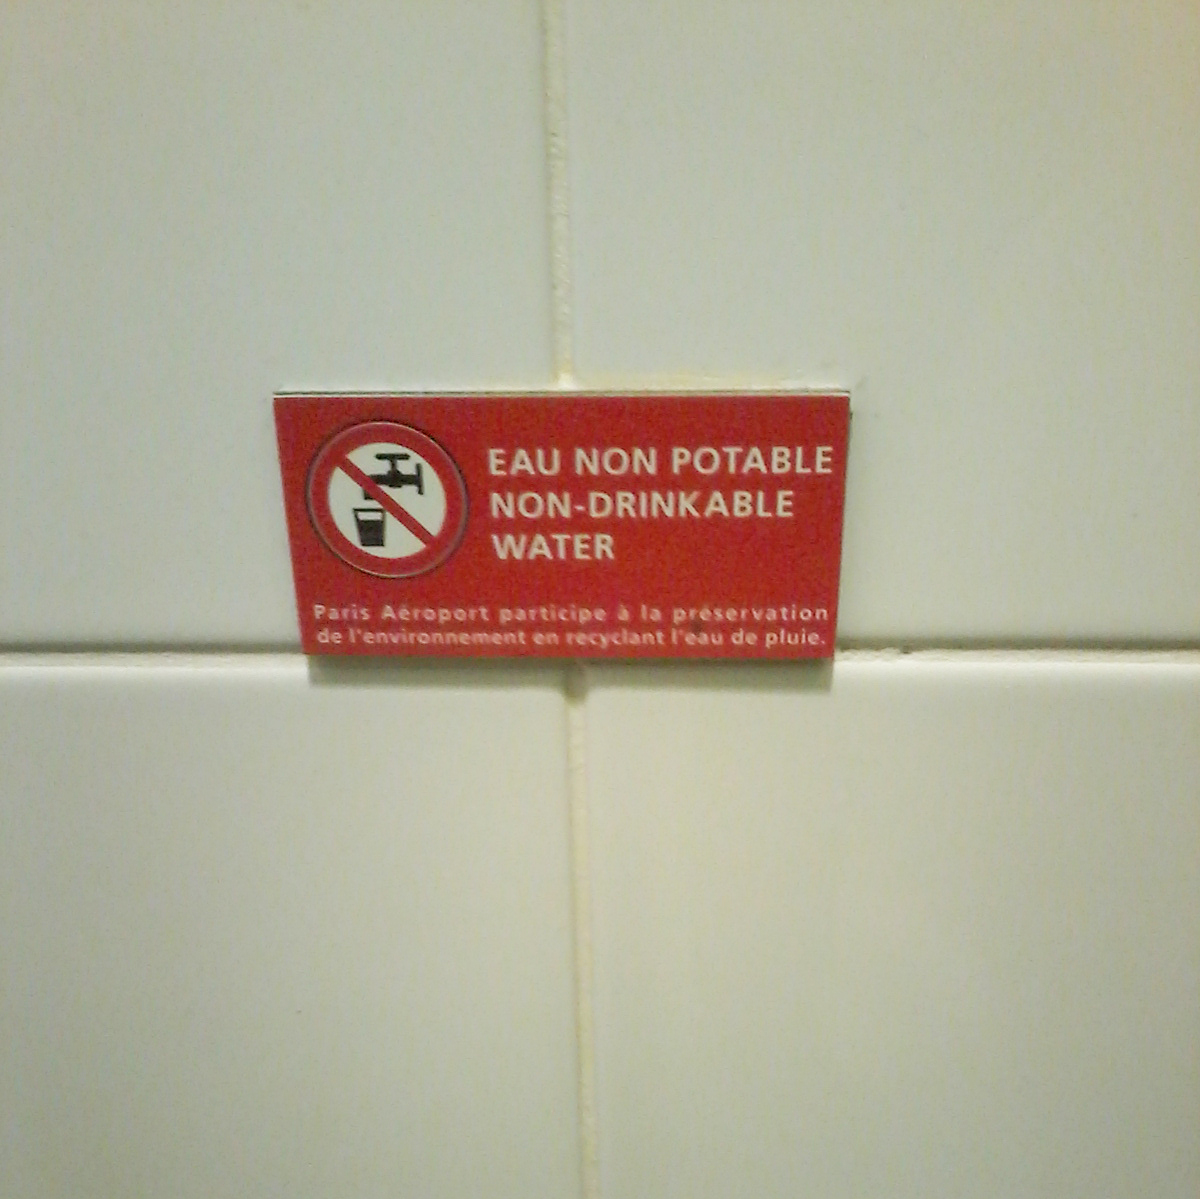 EAU NON POTABLE
NON-DRINKABLE
WATER
Paris Aéroport participe à la préservation
de l'environnement en recyclant l'eau de pluie.